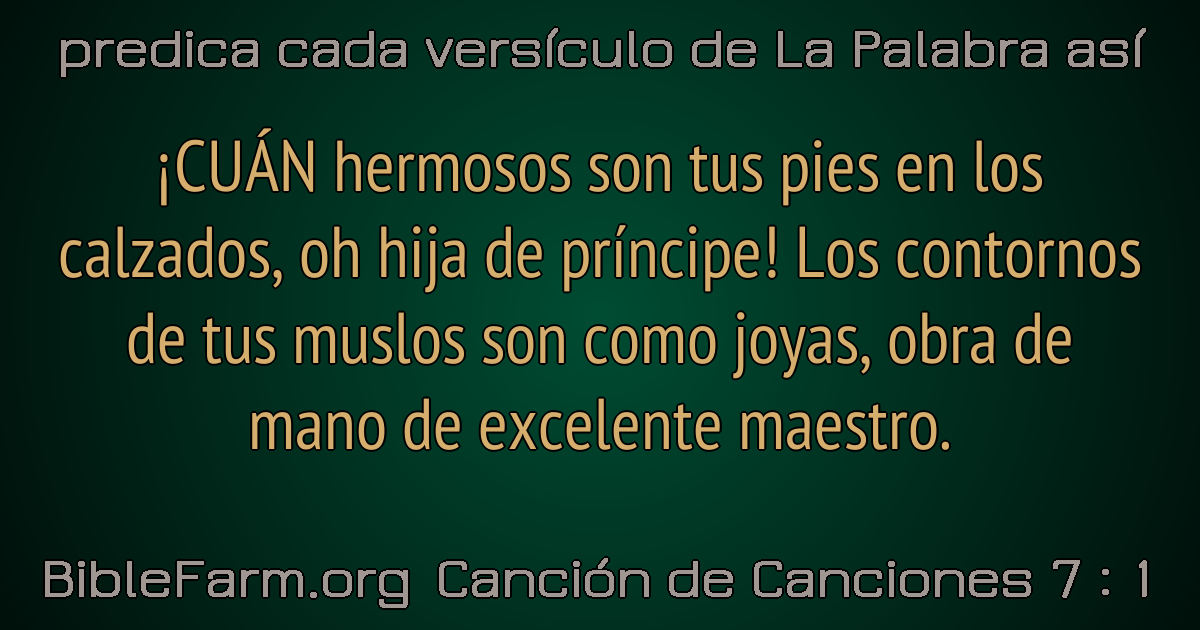 predica cada versículo de La Palabra así
¡CUÁN hermosos son tus pies en los
calzados, oh hija de príncipe! Los contornos
de tus muslos son como joyas, obra de
mano de excelente maestro.
BibleFarm.org Canción de Canciones 7 : 1